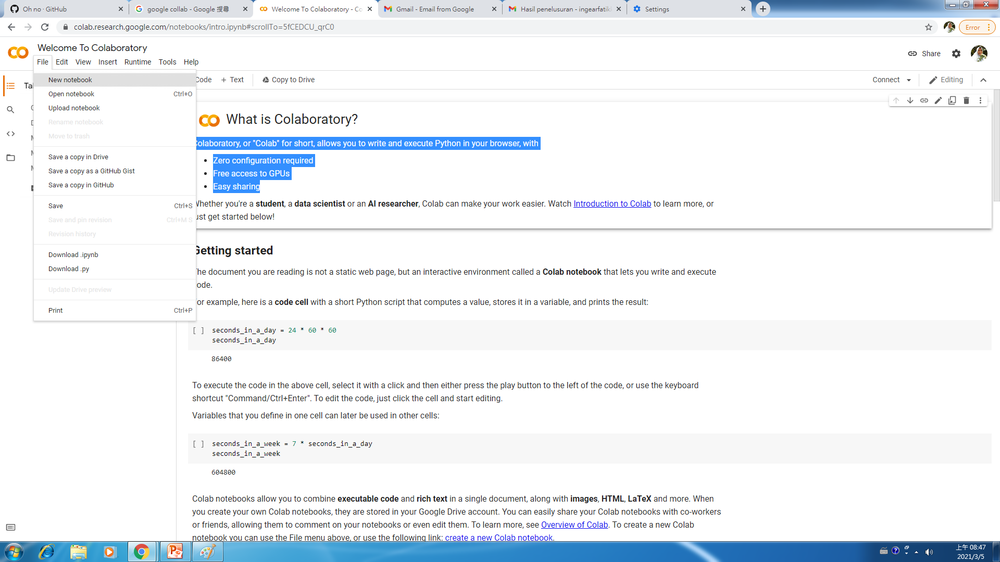 Oh no · GitHub
google collab - Google 搜尋
Welcome To Colaboratory - Co
Gmail - Email from Google
Hasil penelusuran - ingearfatik
Settings
colab.research.google.com/notebooks/intro.ipynb#scrollTo=5fCEDCU_qrC0
Error
Welcome To Colaboratory
File Edit View Insert Runtime Tools Help
Share
Code + Text Copy to Drive
Connect
Editing
New notebook
Open notebook Ctrl+O
Upload notebook
Rename notebook
Move to trash
Save a copy in Drive
Save a copy as a GitHub Gist
Save a copy in GitHub
Save Ctrl+S
Save and pin revision Ctrl+M S
Revision history
Download .ipynb
Download .py
Update Drive preview
Print Ctrl+P
What is Colaboratory?
Colaboratory, or "Colab" for short, allows you to write and execute Python in your browser, with
• Zero configuration required
• Free access to GPUs
• Easy sharing
Whether you're a student, a data scientist or an AI researcher, Colab can make your work easier. Watch Introduction to Colab to learn more, or
just get started below!
Getting started
The document you are reading is not a static web page, but an interactive environment called a Colab notebook that lets you write and execute
code.
For example, here is a code cell with a short Python script that computes a value, stores it in a variable, and prints the result:
[ ] seconds_in_a_day = 24 * 60 * 60
seconds_in_a_day
86400
To execute the code in the above cell, select it with a click and then either press the play button to the left of the code, or use the keyboard
shortcut "Command/Ctrl+Enter". To edit the code, just click the cell and start editing.
Variables that you define in one cell can later be used in other cells:
[ ] seconds_in_a_week = 7 * seconds_in_a_day
seconds_in_a_week
604800
Colab notebooks allow you to combine executable code and rich text in a single document, along with images, HTML, LaTeX and more. When
you create your own Colab notebooks, they are stored in your Google Drive account. You can easily share your Colab notebooks with co-workers
or friends, allowing them to comment on your notebooks or even edit them. To learn more, see Overview of Colab. To create a new Colab
notebook you can use the File menu above, or use the following link: create a new Colab notebook.
上午 08:47
2021/3/5